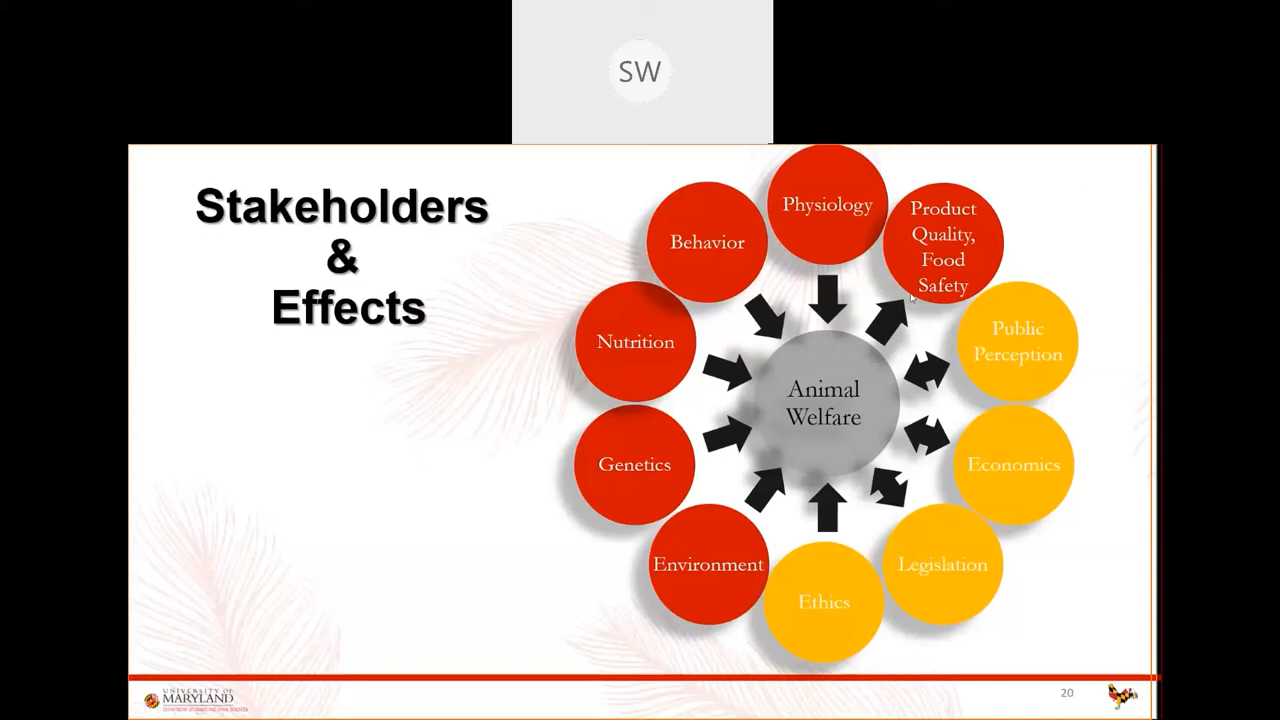 SW
Stakeholders
&
Effects
Physiology
Behavior
Product
Quality,
Food
Safety
Nutrition
Public
Perception
Animal
Welfare
Genetics
Economics
Environment
Legislation
Ethics
UNIVERSITY OF
MARYLAND
20